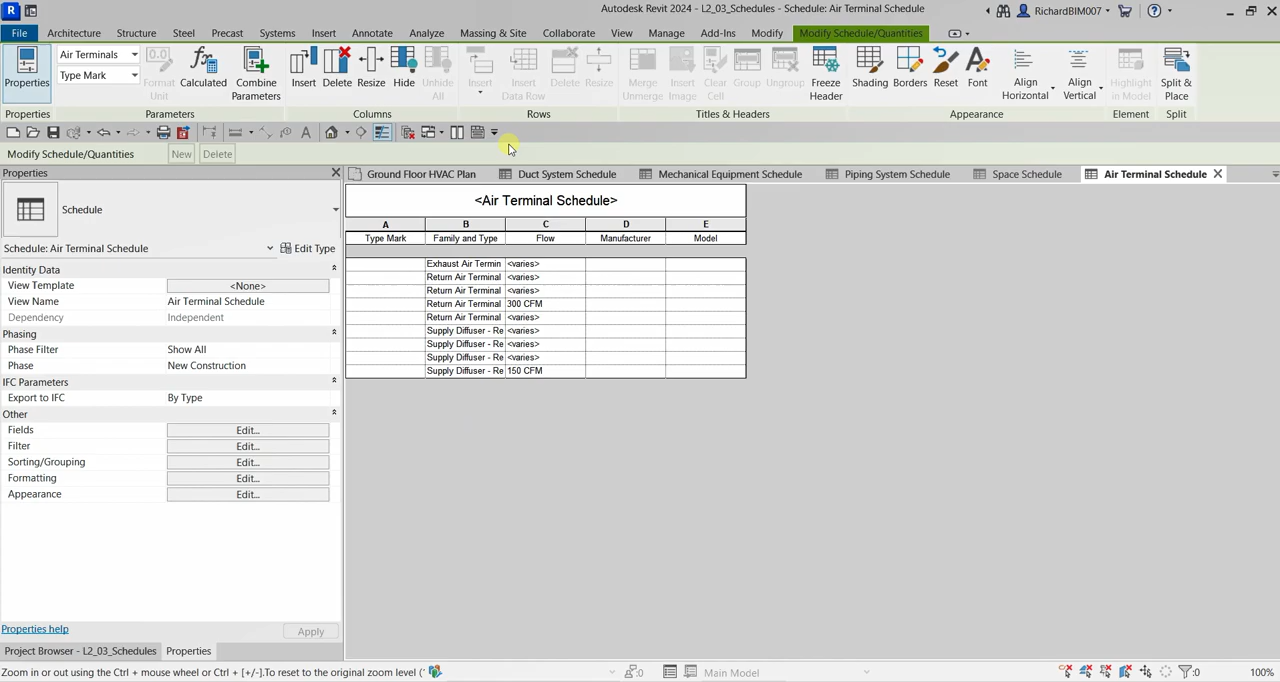 R Autodesk Revit 2024 - L2_03_Schedules - Schedule: Air Terminal Schedule RichardBIM007
File Architecture Structure Steel Precast Systems Insert Annotate Analyze Massing & Site Collaborate View Manage Add-Ins Modify Modify Schedule/Quantities
Air Terminals
Type Mark
Properties Format Unit Calculated Combine Parameters Insert Delete Resize Hide Unhide All Insert Insert Data Row Delete Resize Merge Unmerge Insert Image Clear Cell Group Ungroup Freeze Header Shading Borders Reset Font Align Horizontal Align Vertical Highlight in Model Split & Place
Properties Parameters Columns Rows Titles & Headers Appearance Element Split
Modify Schedule/Quantities New Delete
Properties Ground Floor HVAC Plan Duct System Schedule Mechanical Equipment Schedule Piping System Schedule Space Schedule Air Terminal Schedule
Schedule
Schedule: Air Terminal Schedule Edit Type
Identity Data
View Template <None>
View Name Air Terminal Schedule
Dependency Independent
Phasing
Phase Filter Show All
Phase New Construction
IFC Parameters
Export to IFC By Type
Other
Fields Edit...
Filter Edit...
Sorting/Grouping Edit...
Formatting Edit...
Appearance Edit...
<Air Terminal Schedule>
A B C D E
Type Mark Family and Type Flow Manufacturer Model
Exhaust Air Termin <varies>
Return Air Terminal <varies>
Return Air Terminal <varies>
Return Air Terminal 300 CFM
Return Air Terminal <varies>
Supply Diffuser - Re <varies>
Supply Diffuser - Re <varies>
Supply Diffuser - Re <varies>
Supply Diffuser - Re 150 CFM
Properties help Apply
Project Browser - L2_03_Schedules Properties
Zoom in or out using the Ctrl + mouse wheel or Ctrl + [+/-].To reset to the original zoom level (' :0 Main Model :0 100%